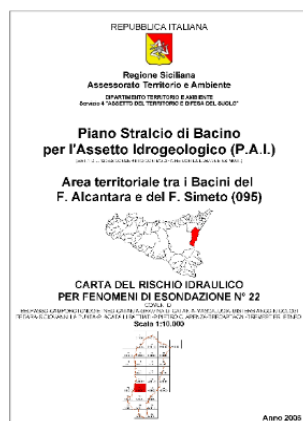 REPUBBLICA ITALIANA
Regione Siciliana
Assessorato Territorio e Ambiente
DIPARTIMENTO TERRITORIO E AMBIENTE
Servizio 4 "ASSETTO DEL TERRITORIO E DIFESA DEL SUOLO"
Piano Stralcio di Bacino
per l'Assetto Idrogeologico (P.A.I.)
Area territoriale tra i Bacini del
F. Alcantara e del F. Simeto (095)
CARTA DEL RISCHIO IDRAULICO
PER FENOMENI DI ESONDAZIONE N° 22
Scala 1:10.000
Anno 2006